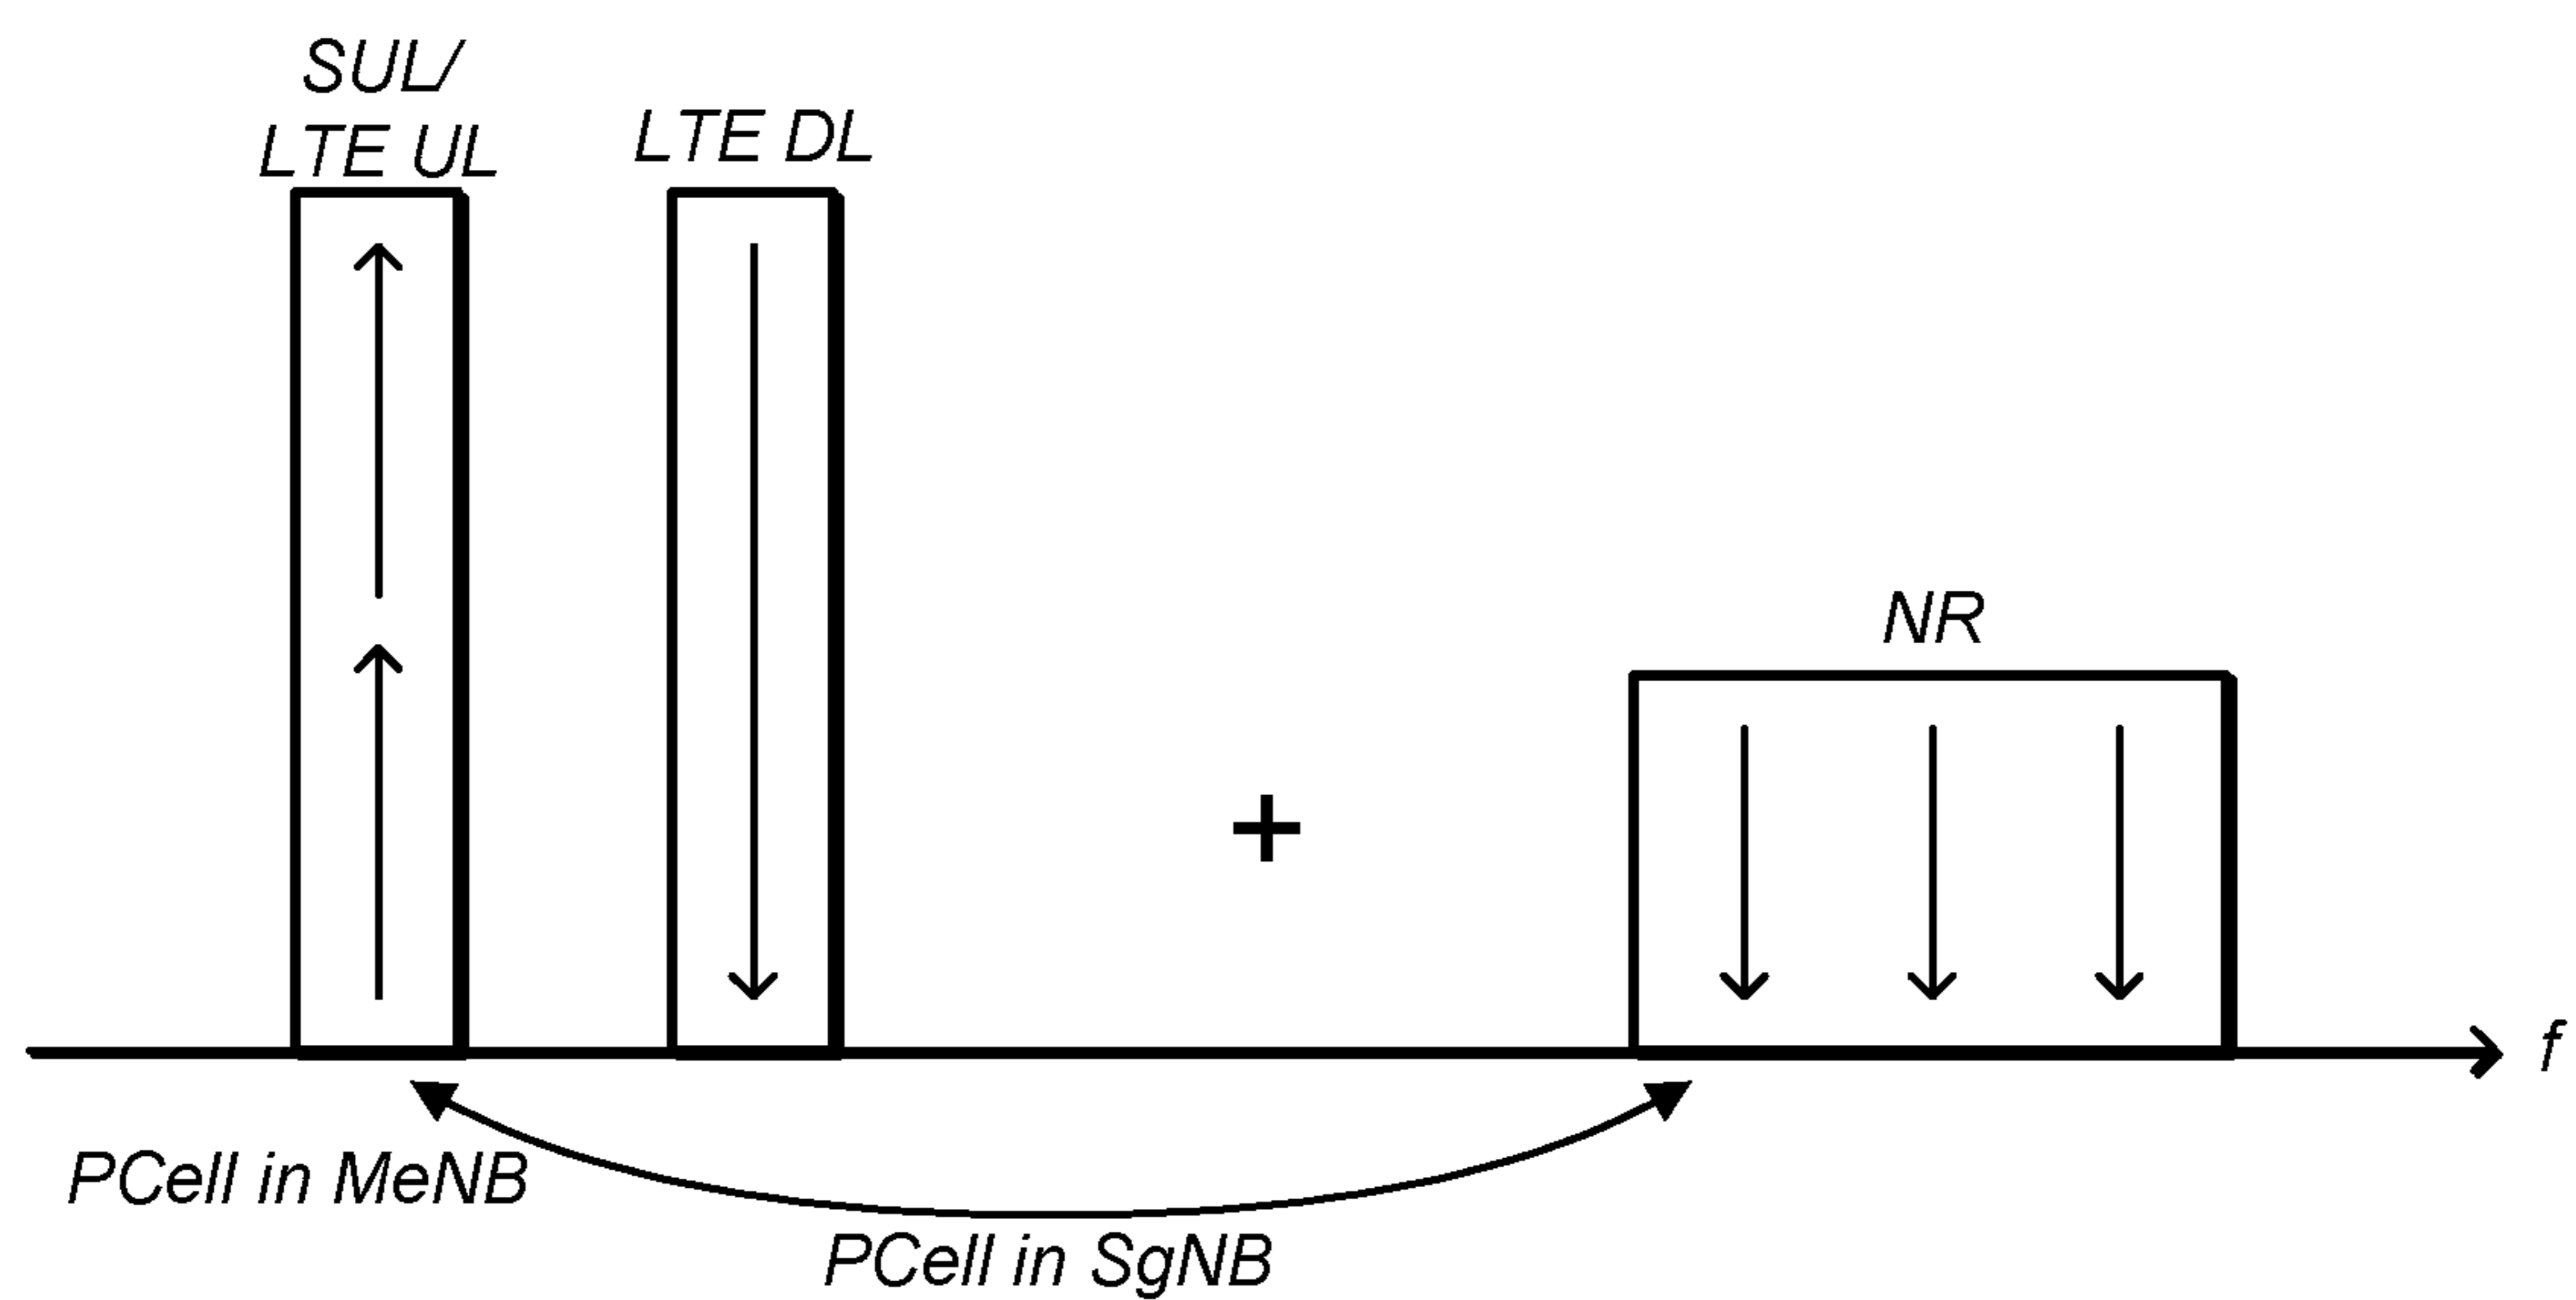 SUL/
LTE UL
LTE DL
+
NR
f
PCell in MeNB
PCell in SgNB